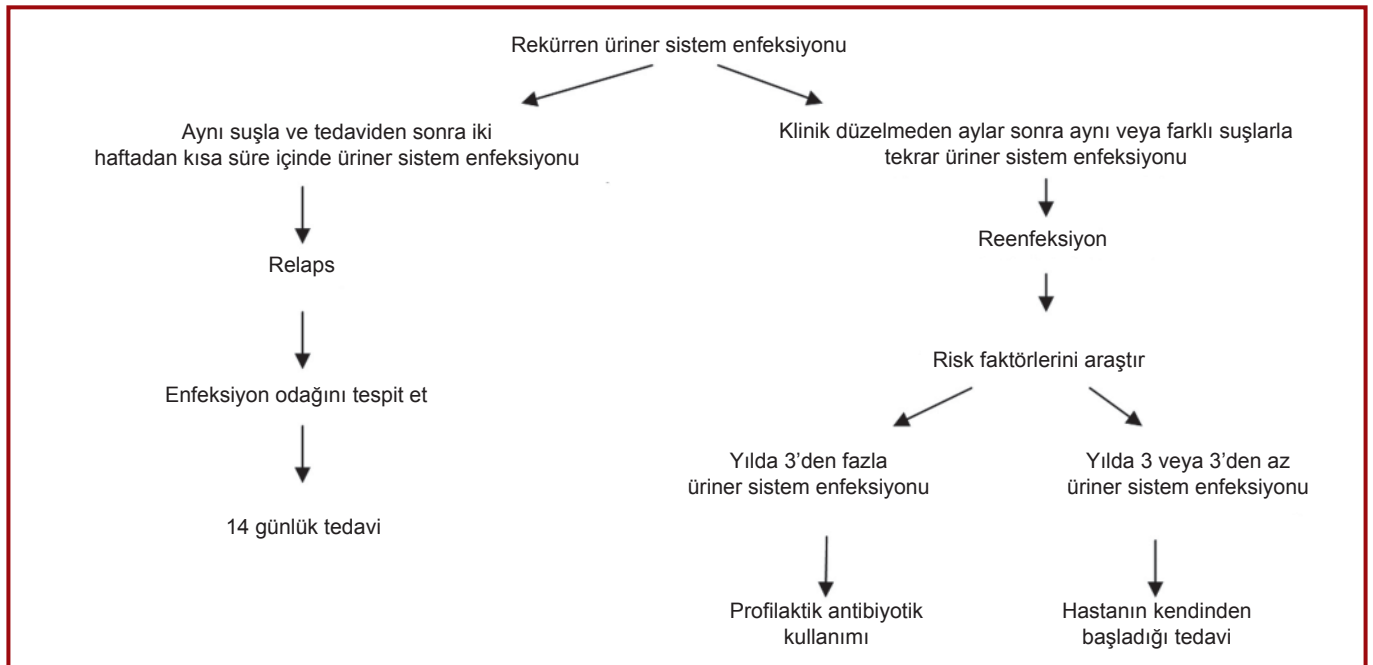 Rekürren üriner sistem enfeksiyonu
Aynı suşla ve tedaviden sonra iki
haftadan kısa süre içinde üriner sistem enfeksiyonu
Klinik düzelmeden aylar sonra aynı veya farklı suşlarla
tekrar üriner sistem enfeksiyonu
Relaps
Reenfeksiyon
Enfeksiyon odağını tespit et
Risk faktörlerini araştır
14 günlük tedavi
Yılda 3'den fazla
üriner sistem enfeksiyonu
Yılda 3 veya 3'den az
üriner sistem enfeksiyonu
Profilaktik antibiyotik
kullanımı
Hastanın kendinden
başladığı tedavi